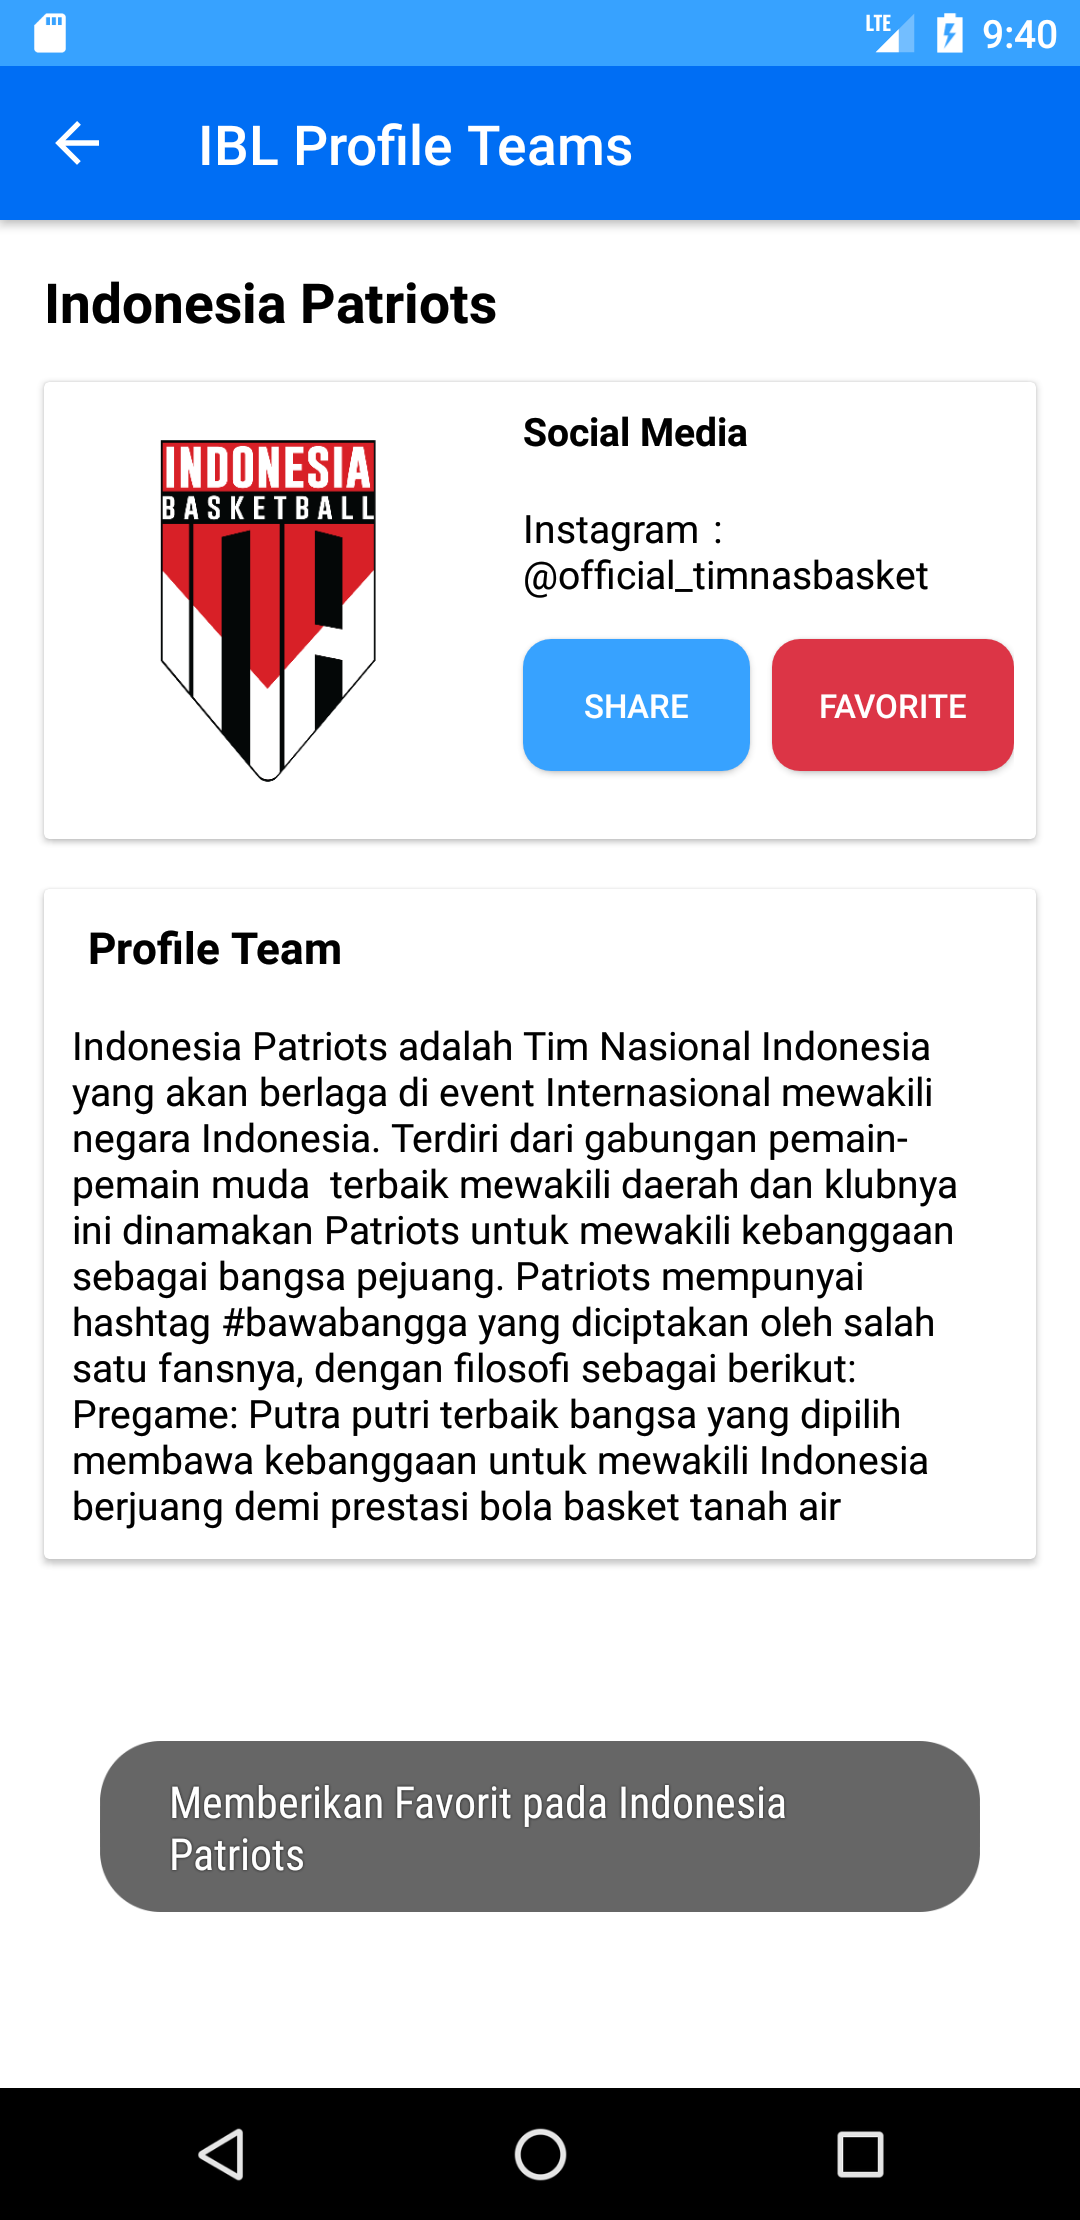 LTE 9:40
IBL Profile Teams
Indonesia Patriots
INDONESIA
BASKETBALL
Social Media
Instagram :
@official_timnasbasket
SHARE FAVORITE
Profile Team
Indonesia Patriots adalah Tim Nasional Indonesia
yang akan berlaga di event Internasional mewakili
negara Indonesia. Terdiri dari gabungan pemain-
pemain muda  terbaik mewakili daerah dan klubnya
ini dinamakan Patriots untuk mewakili kebanggaan
sebagai bangsa pejuang. Patriots mempunyai
hashtag #bawabangga yang diciptakan oleh salah
satu fansnya, dengan filosofi sebagai berikut:
Pregame: Putra putri terbaik bangsa yang dipilih
membawa kebanggaan untuk mewakili Indonesia
berjuang demi prestasi bola basket tanah air
Memberikan Favorit pada Indonesia
Patriots